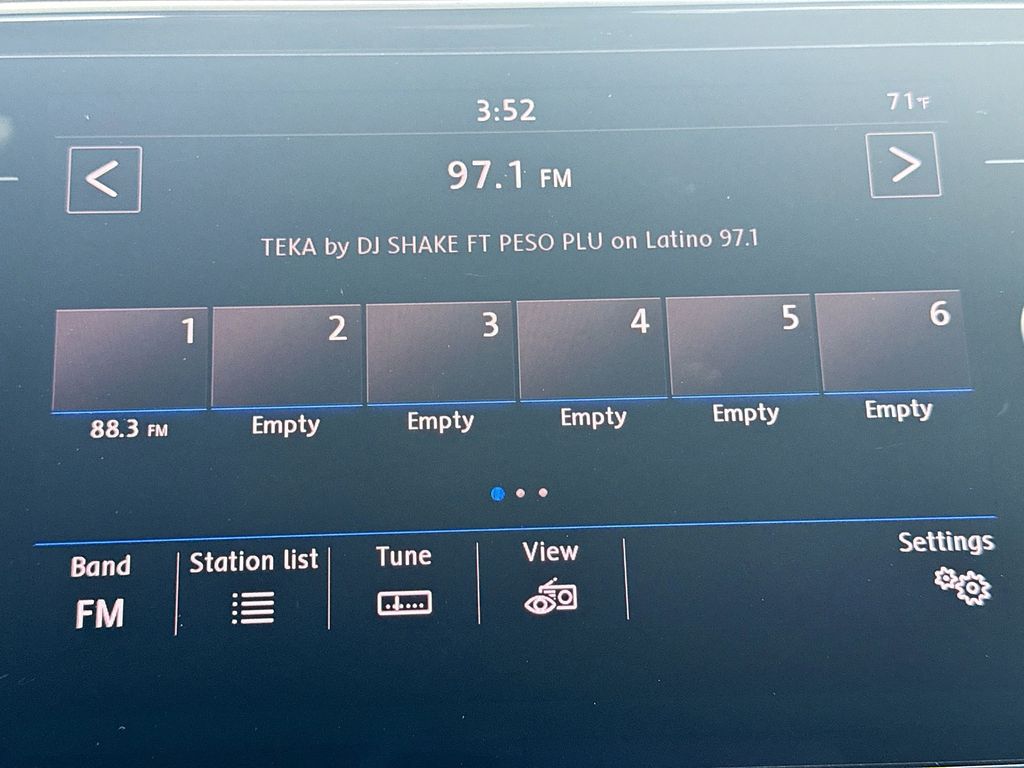 3:52
71°F
<
97.1 FM
>
TEKA by DJ SHAKE FT PESO PLU on Latino 97.1
1
2
3
4
5
6
88.3 FM
Empty
Empty
Empty
Empty
Empty
Band
Station list
Tune
View
Settings
FM